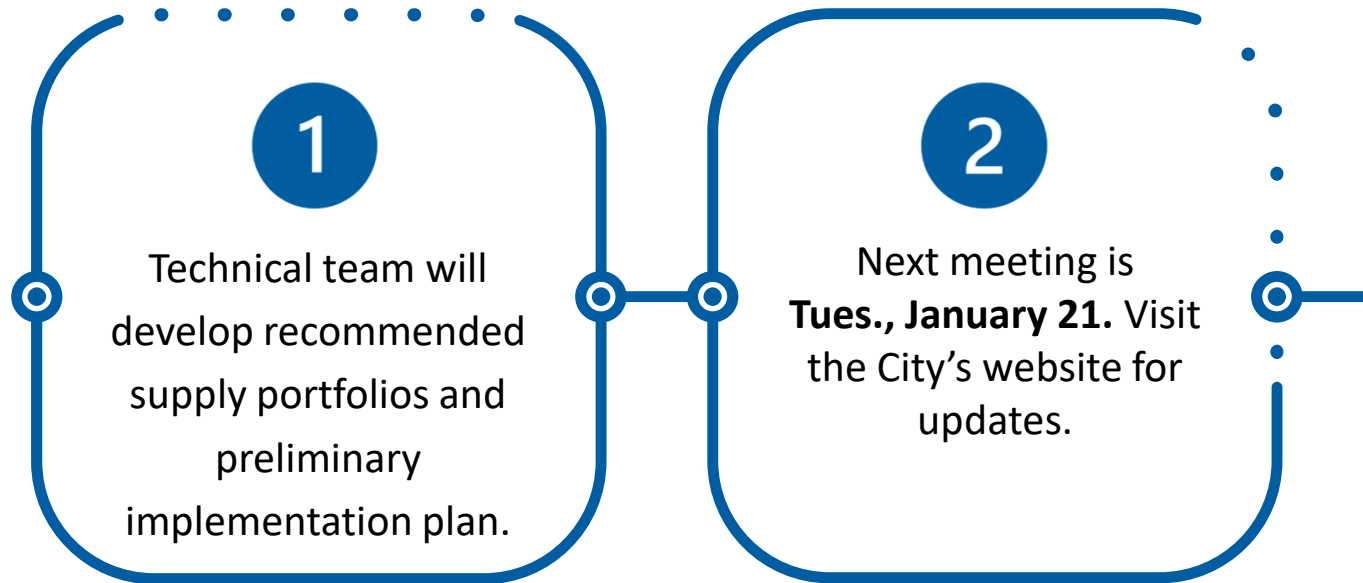 1
Technical team will
develop recommended
supply portfolios and
preliminary
implementation plan.
2
Next meeting is
Tues., January 21. Visit
the City’s website for
updates.